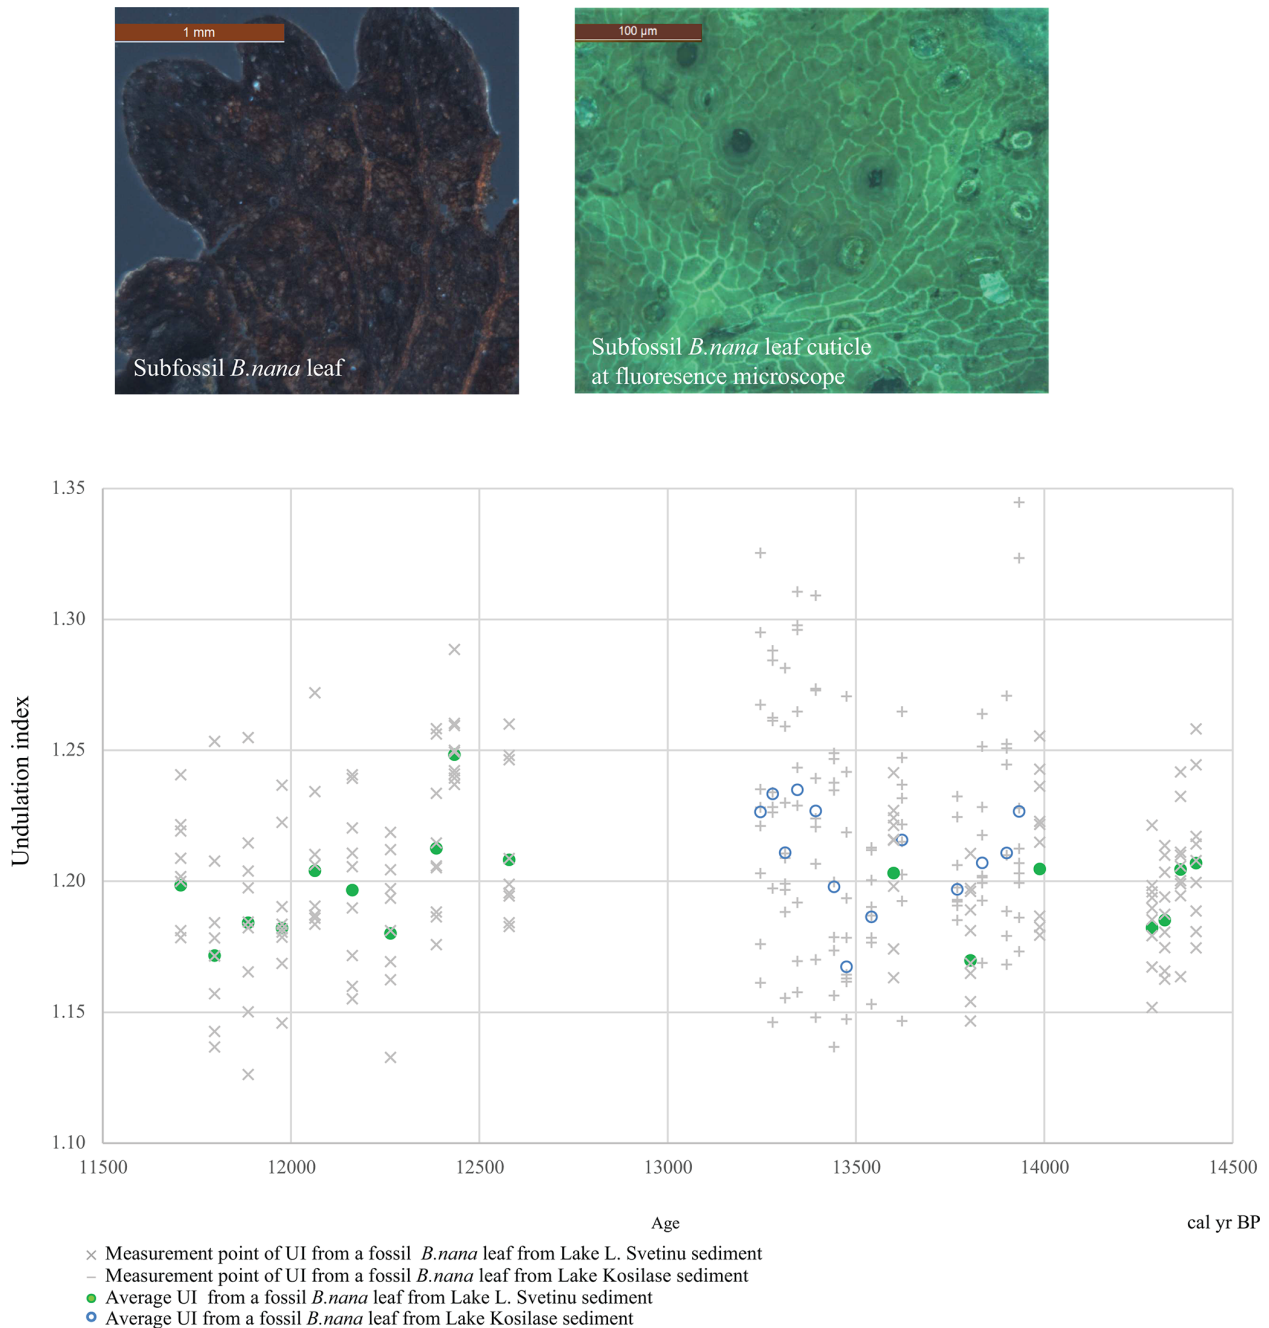 1 mm
100 µm
Subfossil B.nana leaf
Subfossil B.nana leaf cuticle
at fluoresence microscope
Undulation index
1.35
1.30
1.25
1.20
1.15
1.10
11500 12000 12500 13000 13500 14000 14500
Age
cal yr BP
Measurement point of UI from a fossil B.nana leaf from Lake L. Svetinu sediment
Measurement point of UI from a fossil B.nana leaf from Lake Kosilase sediment
Average UI from a fossil B.nana leaf from Lake L. Svetinu sediment
Average UI from a fossil B.nana leaf from Lake Kosilase sediment